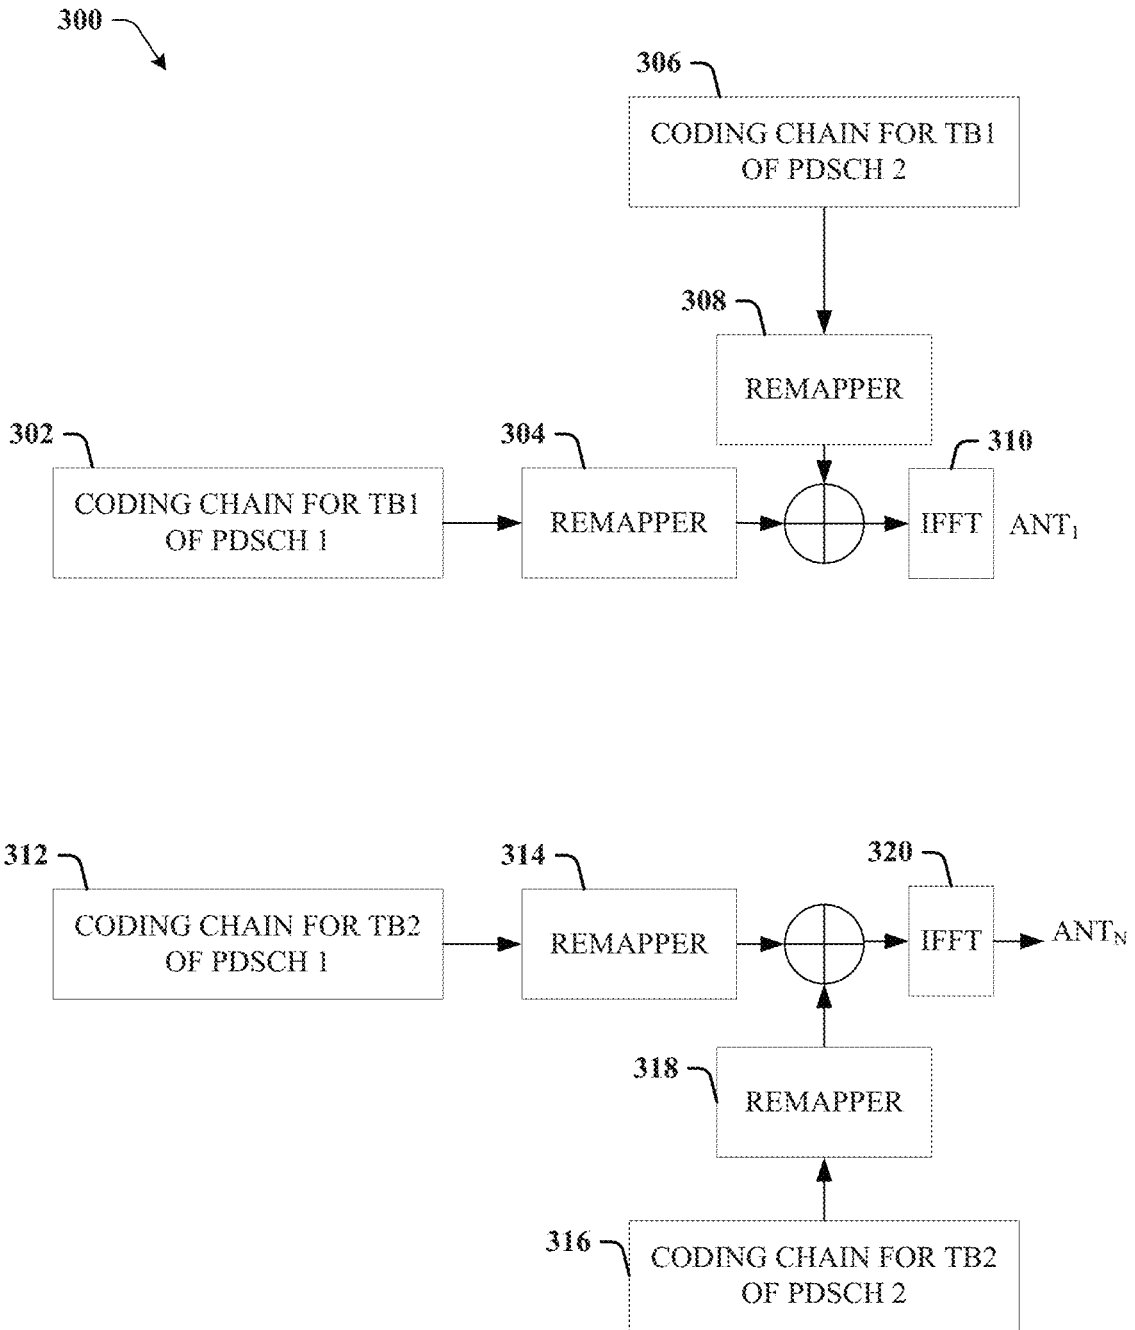 300
306
CODING CHAIN FOR TB1
OF PDSCH 2
308
REMAPPER
302
304
310
CODING CHAIN FOR TB1
OF PDSCH 1
REMAPPER
IFFT
ANT1
312
314
320
CODING CHAIN FOR TB2
OF PDSCH 1
REMAPPER
IFFT
ANTN
318
REMAPPER
316
CODING CHAIN FOR TB2
OF PDSCH 2